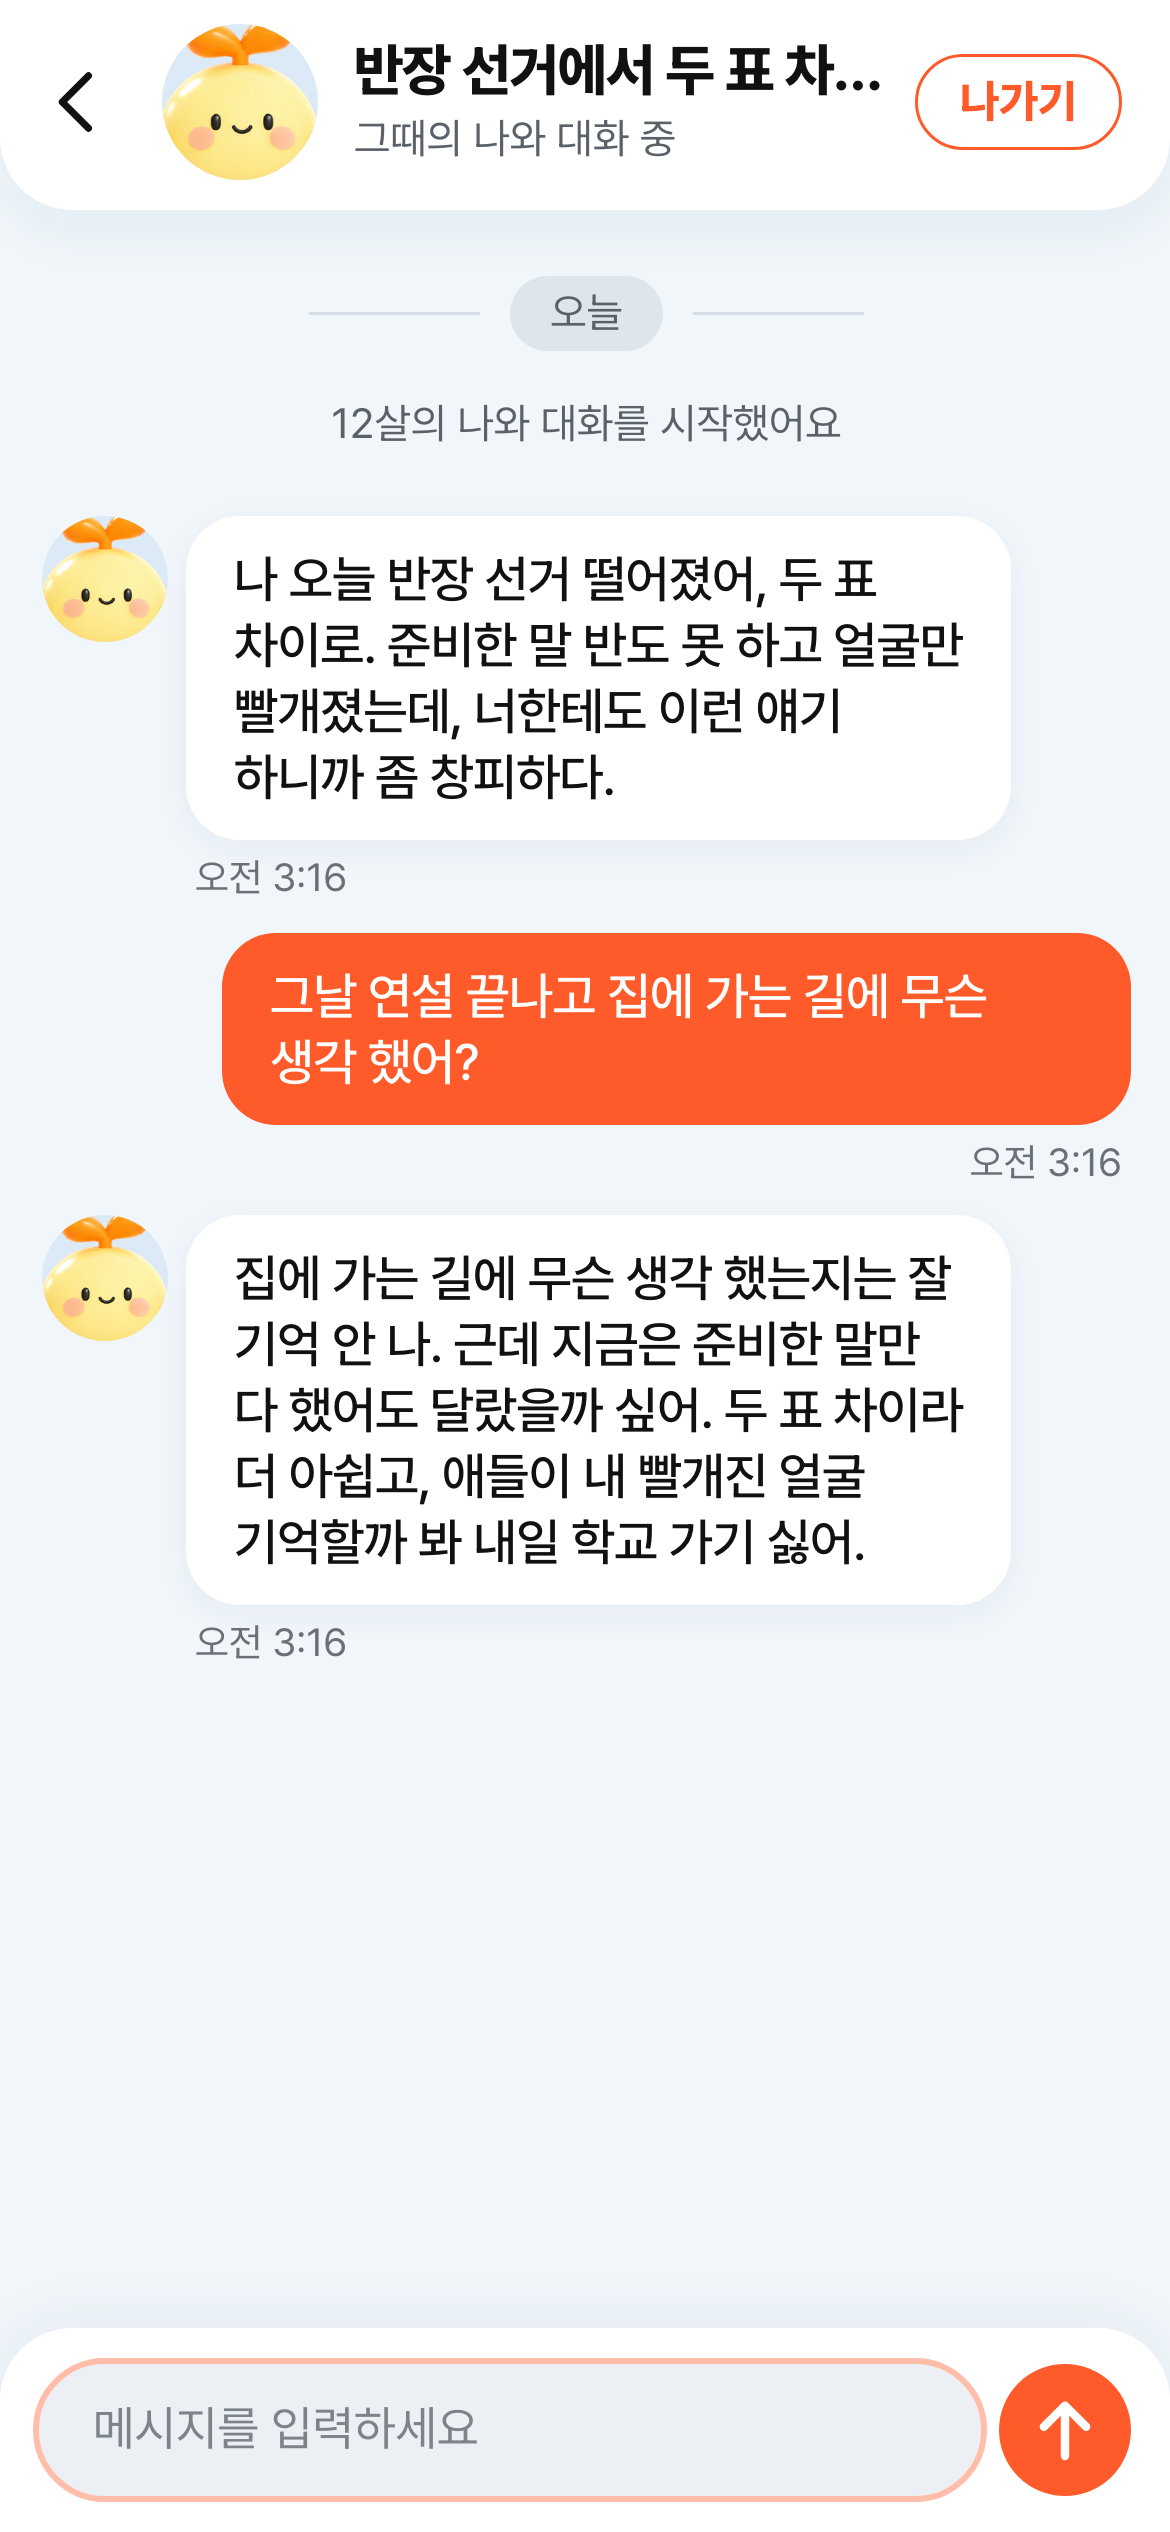 반장 선거에서 두 표 차...
그때의 나와 대화 중
나가기
오늘
12살의 나와 대화를 시작했어요
나 오늘 반장 선거 떨어졌어, 두 표
차이로. 준비한 말 반도 못 하고 얼굴만
빨개졌는데, 너한테도 이런 얘기
하니까 좀 창피하다.
오전 3:16
그날 연설 끝나고 집에 가는 길에 무슨
생각 했어?
오전 3:16
집에 가는 길에 무슨 생각 했는지는 잘
기억 안 나. 근데 지금은 준비한 말만
다 했어도 달랐을까 싶어. 두 표 차이라
더 아쉽고, 애들이 내 빨개진 얼굴
기억할까 봐 내일 학교 가기 싫어.
오전 3:16
메시지를 입력하세요